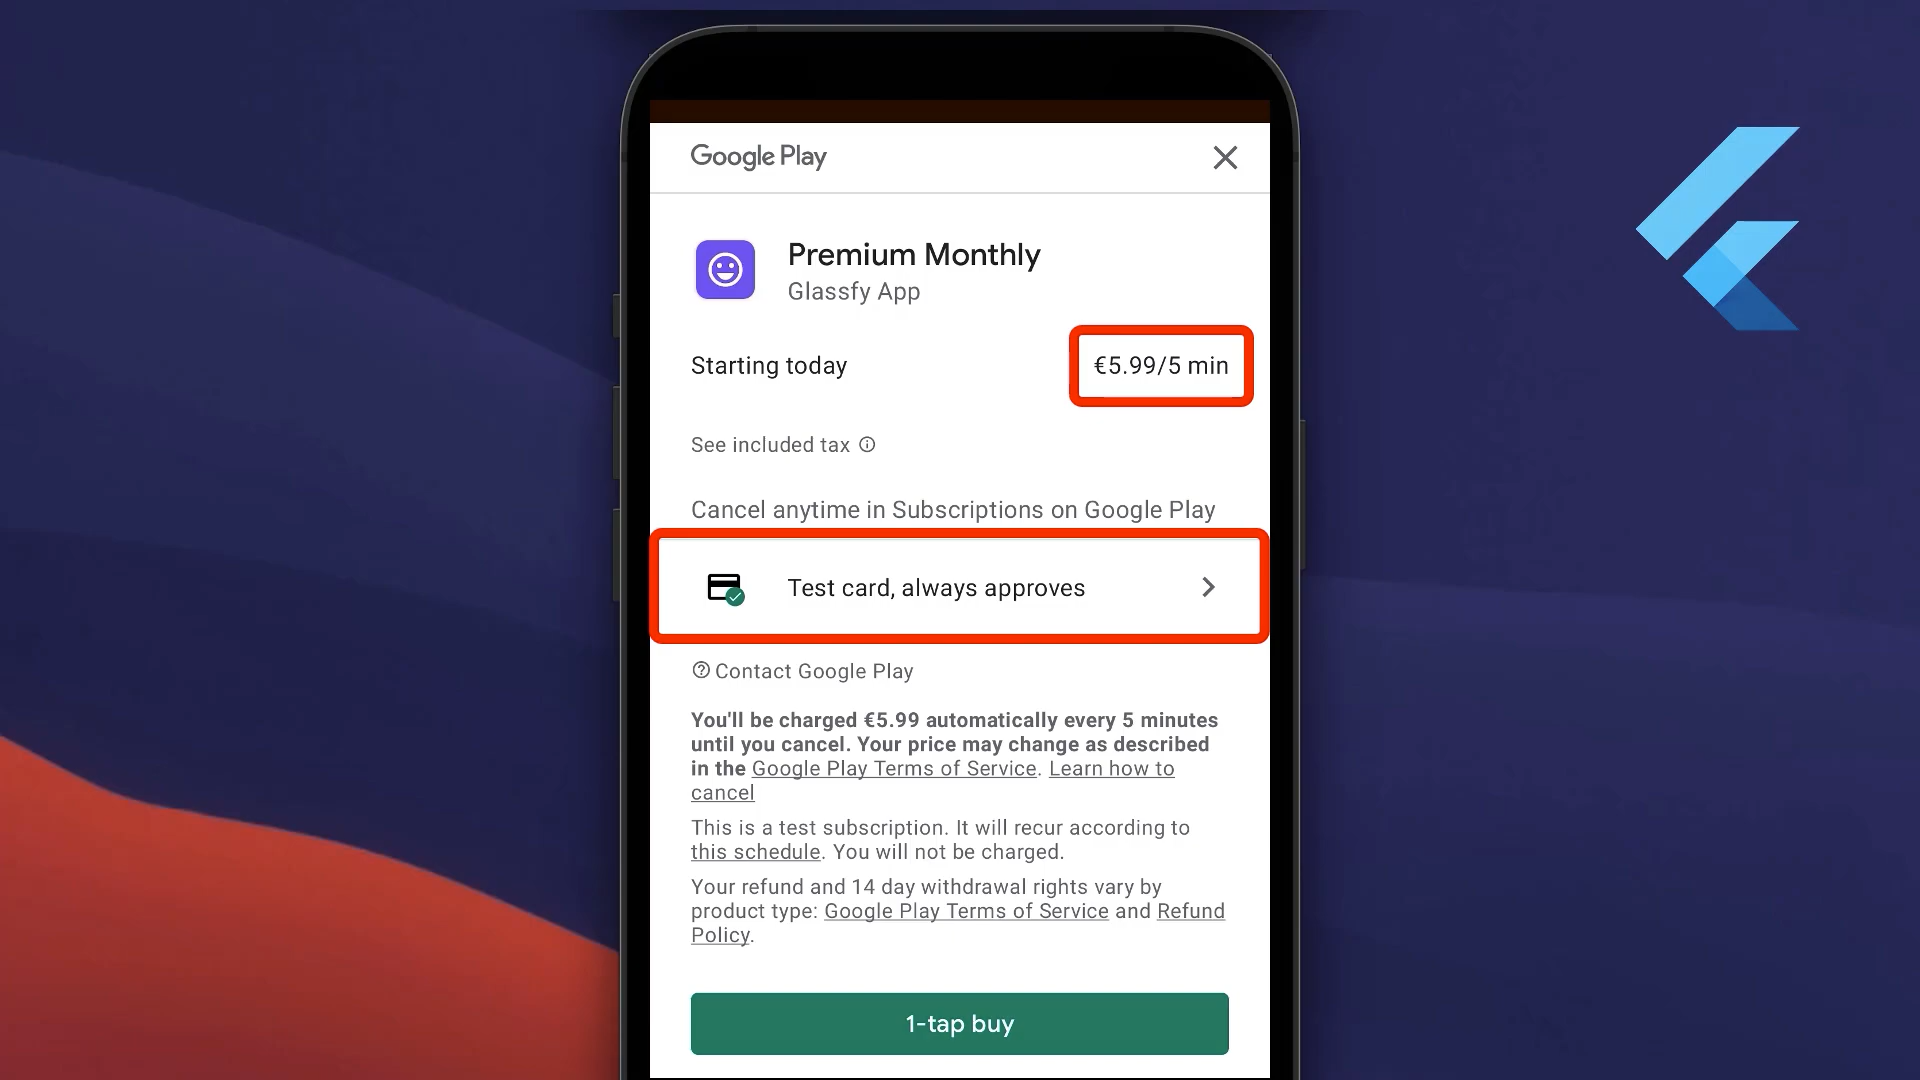 Google Play
Premium Monthly
Glassfy App
Starting today
€5.99/5 min
See included tax
Cancel anytime in Subscriptions on Google Play
Test card, always approves
Contact Google Play
You'll be charged €5.99 automatically every 5 minutes
until you cancel. Your price may change as described
in the Google Play Terms of Service. Learn how to
cancel
This is a test subscription. It will recur according to
this schedule. You will not be charged.
Your refund and 14 day withdrawal rights vary by
product type: Google Play Terms of Service and Refund
Policy.
1-tap buy